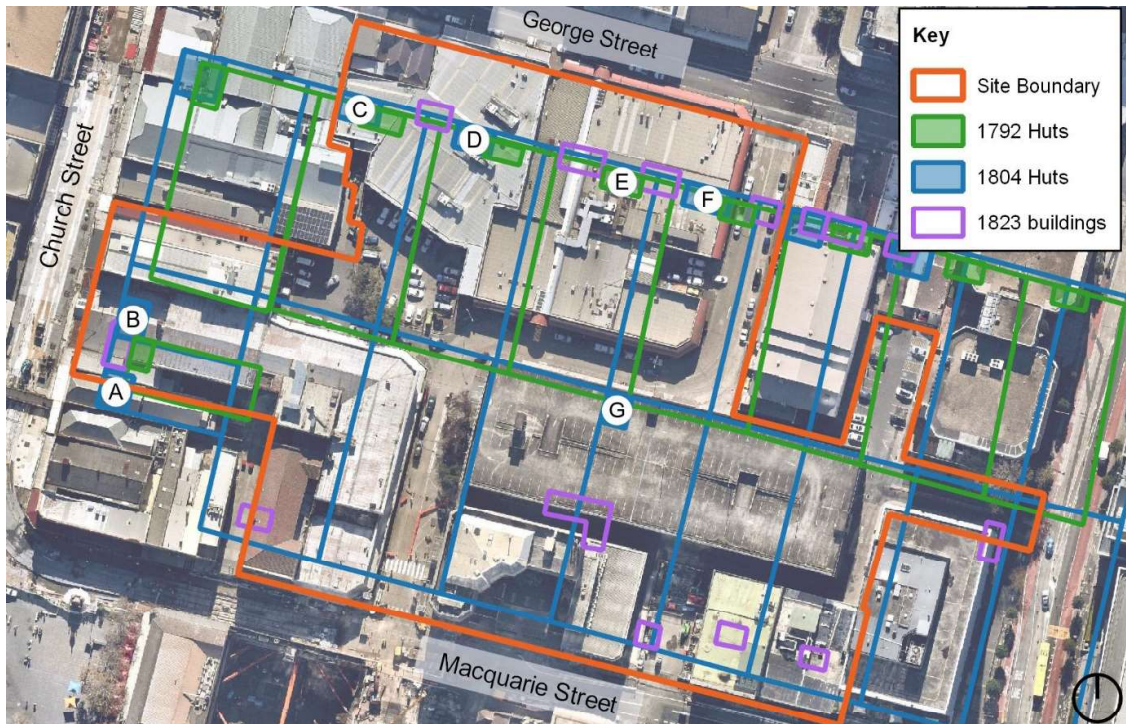 George Street
Key
Site Boundary
1792 Huts
1804 Huts
1823 buildings
Church Street
C
D
E
F
B
A
G
Macquarie Street